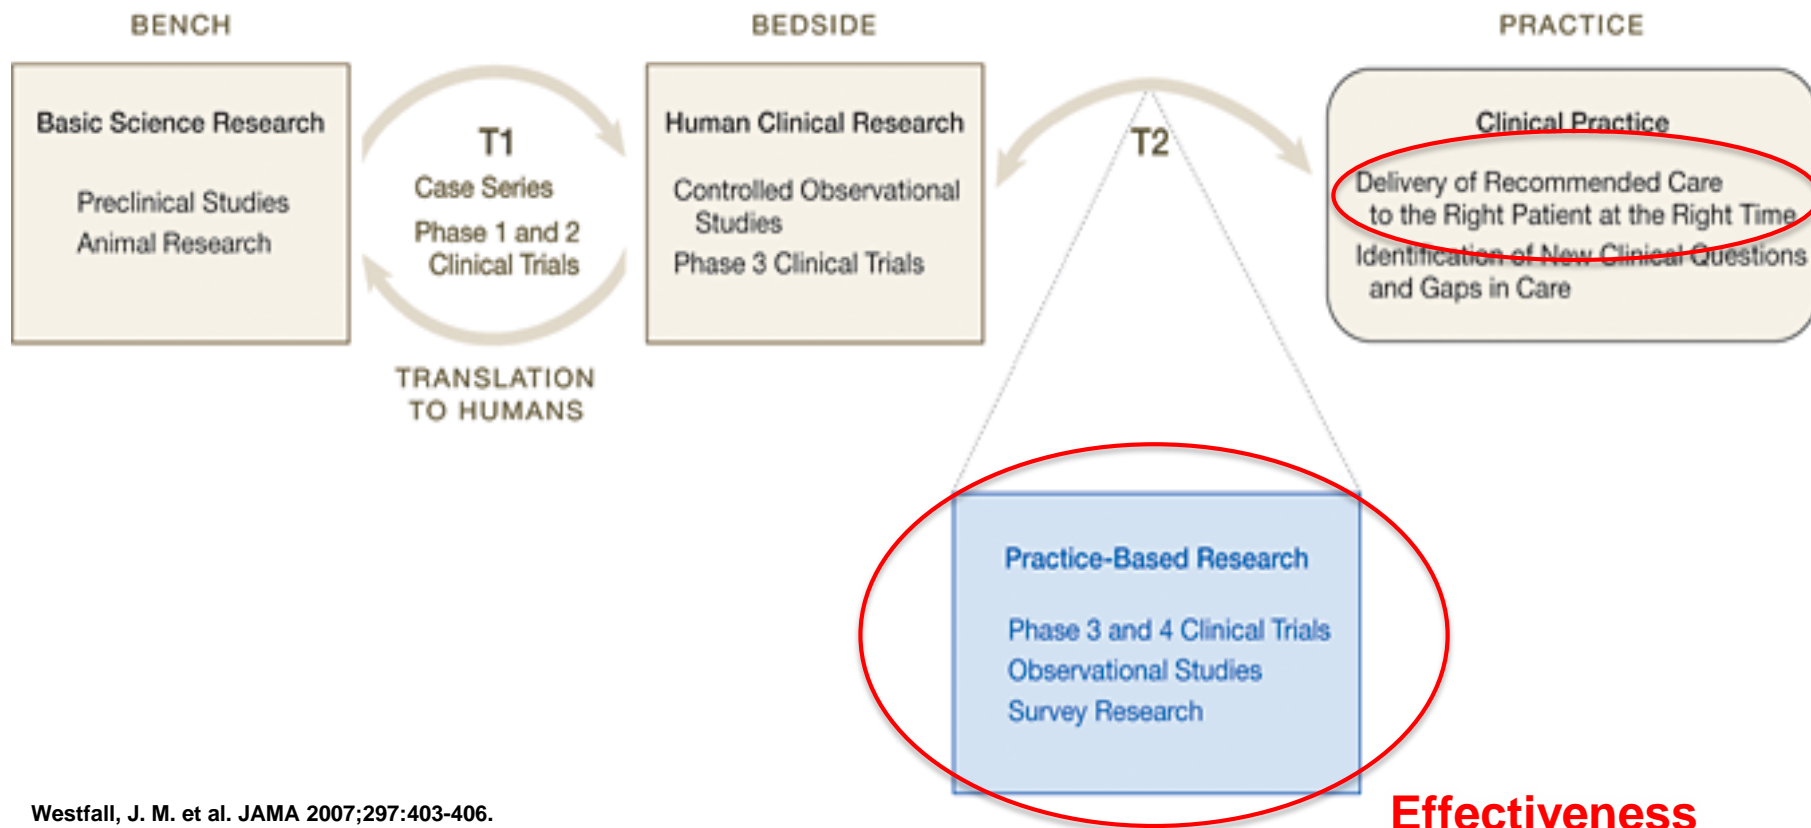 BENCH
BEDSIDE
PRACTICE
Basic Science Research
Preclinical Studies
Animal Research
T1
Case Series
Phase 1 and 2
Clinical Trials
TRANSLATION
TO HUMANS
Human Clinical Research
Controlled Observational
Studies
Phase 3 Clinical Trials
T2
Clinical Practice
Delivery of Recommended Care
to the Right Patient at the Right Time
Identification of New Clinical Questions
and Gaps in Care
Practice-Based Research
Phase 3 and 4 Clinical Trials
Observational Studies
Survey Research
Westfall, J. M. et al. JAMA 2007;297:403-406.
Effectiveness